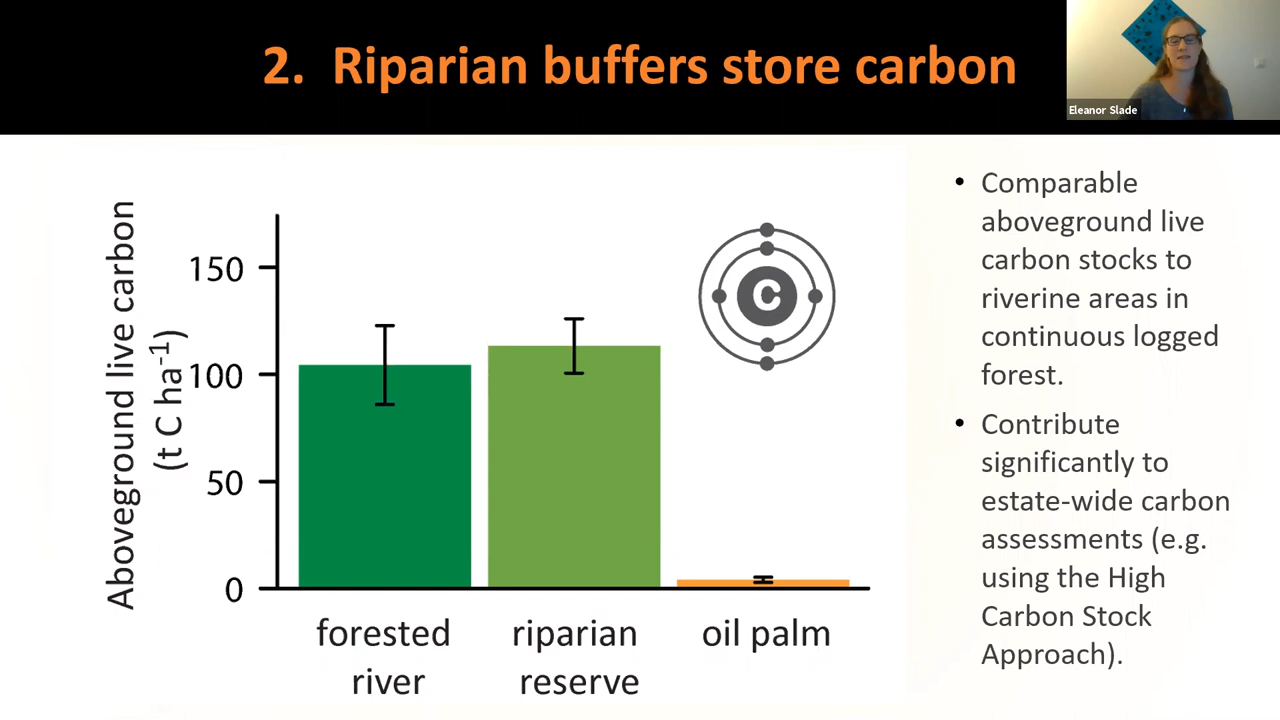 2. Riparian buffers store carbon
Eleanor Slade
Aboveground live carbon
(t C ha⁻¹)
150
100
50
0
C
forested
river
riparian
reserve
oil palm
• Comparable
aboveground live
carbon stocks to
riverine areas in
continuous logged
forest.
• Contribute
significantly to
estate-wide carbon
assessments (e.g.
using the High
Carbon Stock
Approach).